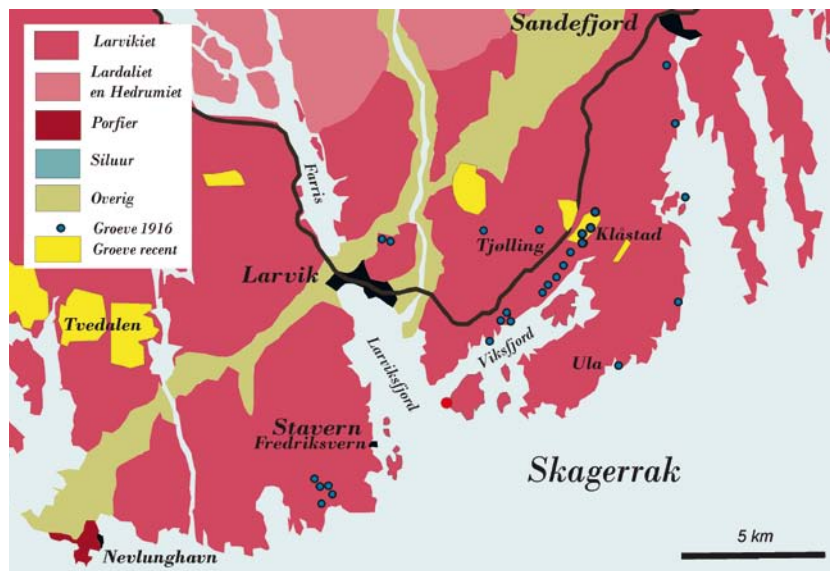 Larvikiet
Lardaliet
en Hedrumiet
Porfier
Siluur
Overig
Groeve 1916
Groeve recent
Sandefjord
Farris
Tjølling
Klåstad
Larvik
Tvedalen
Larviksfjord
Viksfjord
Ula
Stavern
Fredriksvern
Skagerrak
5 km
Nevlunghavn